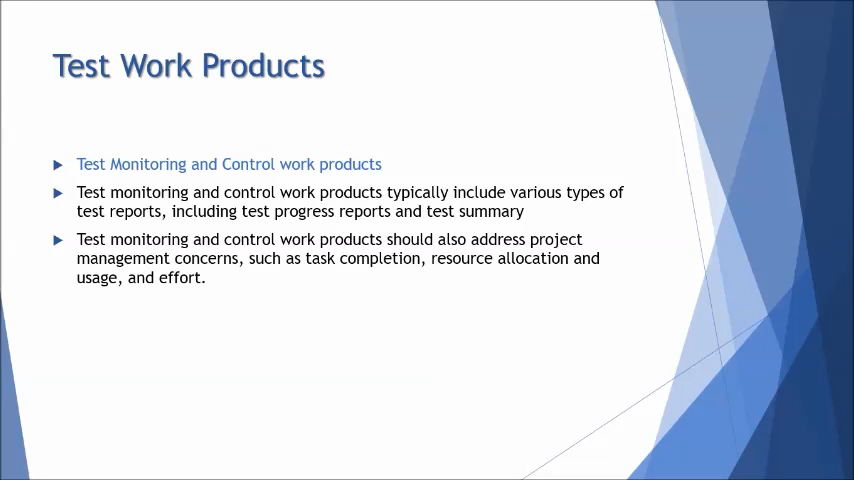 Test Work Products
Test Monitoring and Control work products
Test monitoring and control work products typically include various types of
test reports, including test progress reports and test summary
Test monitoring and control work products should also address project
management concerns, such as task completion, resource allocation and
usage, and effort.